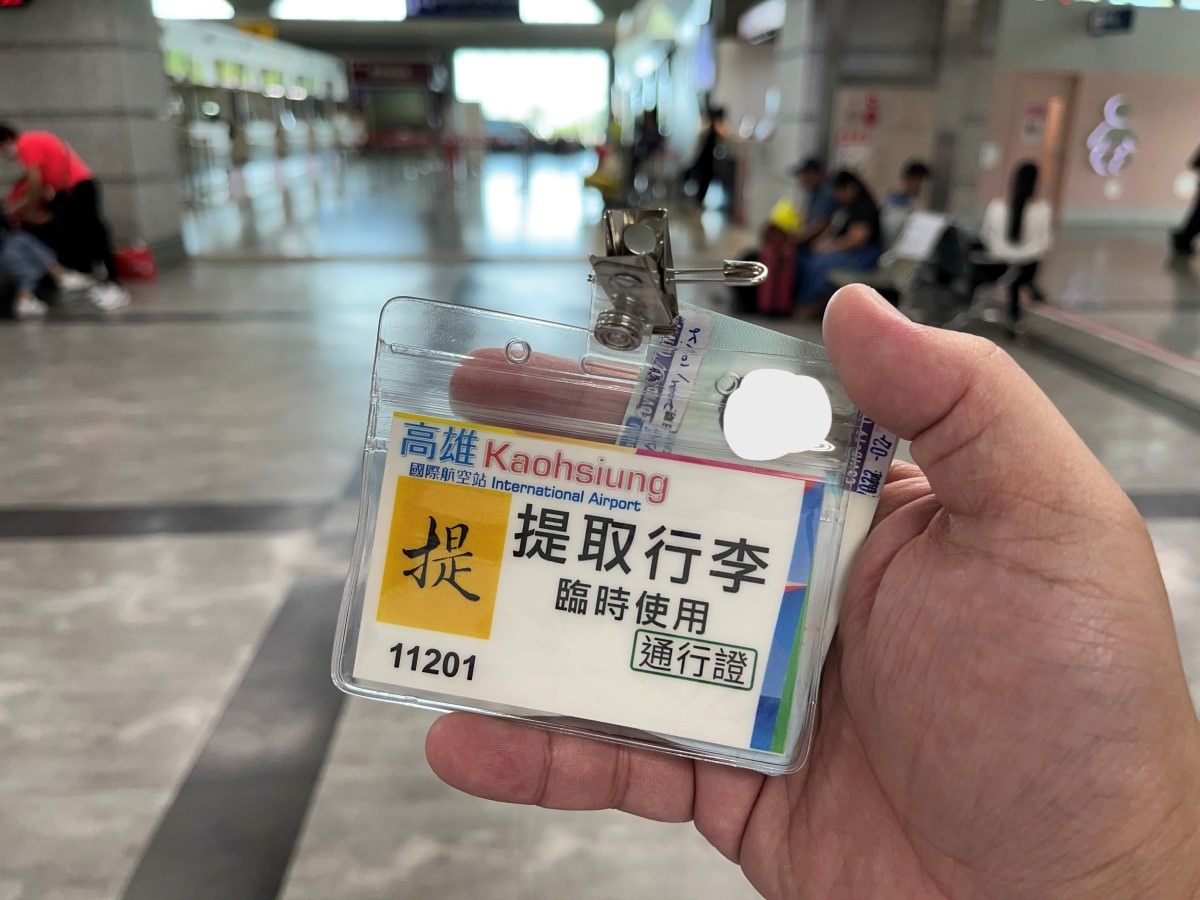 高雄 Kaohsiung
國際航空站 International Airport
提
提取行李
臨時使用
通行證
11201